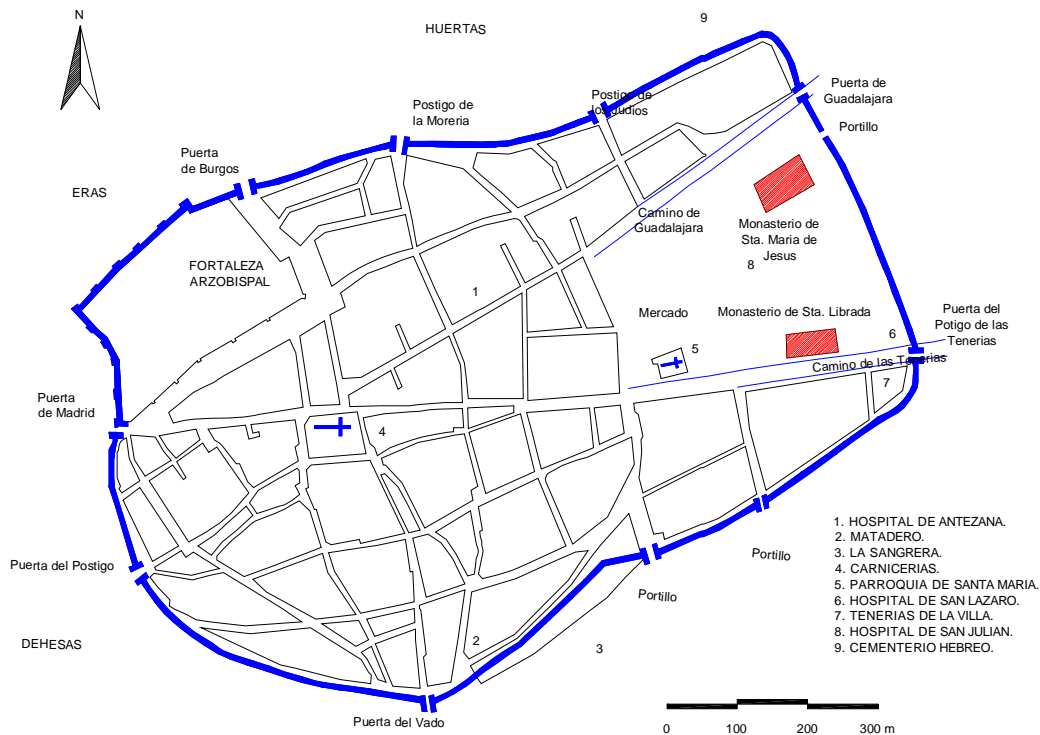 N
HUERTAS
9
Puerta de
Guadalajara
Postigo de
los Judios
Postigo de
la Moreria
Portillo
Puerta
de Burgos
ERAS
Camino de
Guadalajara
Monasterio de
Sta. Maria de
Jesus
8
FORTALEZA
ARZOBISPAL
1
Mercado
Monasterio de Sta. Librada
Puerta del
Potigo de las
Tenerias
5
6
Camino de las Tenerias
7
Puerta
de Madrid
4
Puerta del Postigo
Portillo
Portillo
DEHESAS
2
3
Puerta del Vado
1. HOSPITAL DE ANTEZANA.
2. MATADERO.
3. LA SANGRERA.
4. CARNICERIAS.
5. PARROQUIA DE SANTA MARIA.
6. HOSPITAL DE SAN LAZARO.
7. TENERIAS DE LA VILLA.
8. HOSPITAL DE SAN JULIAN.
9. CEMENTERIO HEBREO.
0 100 200 300 m